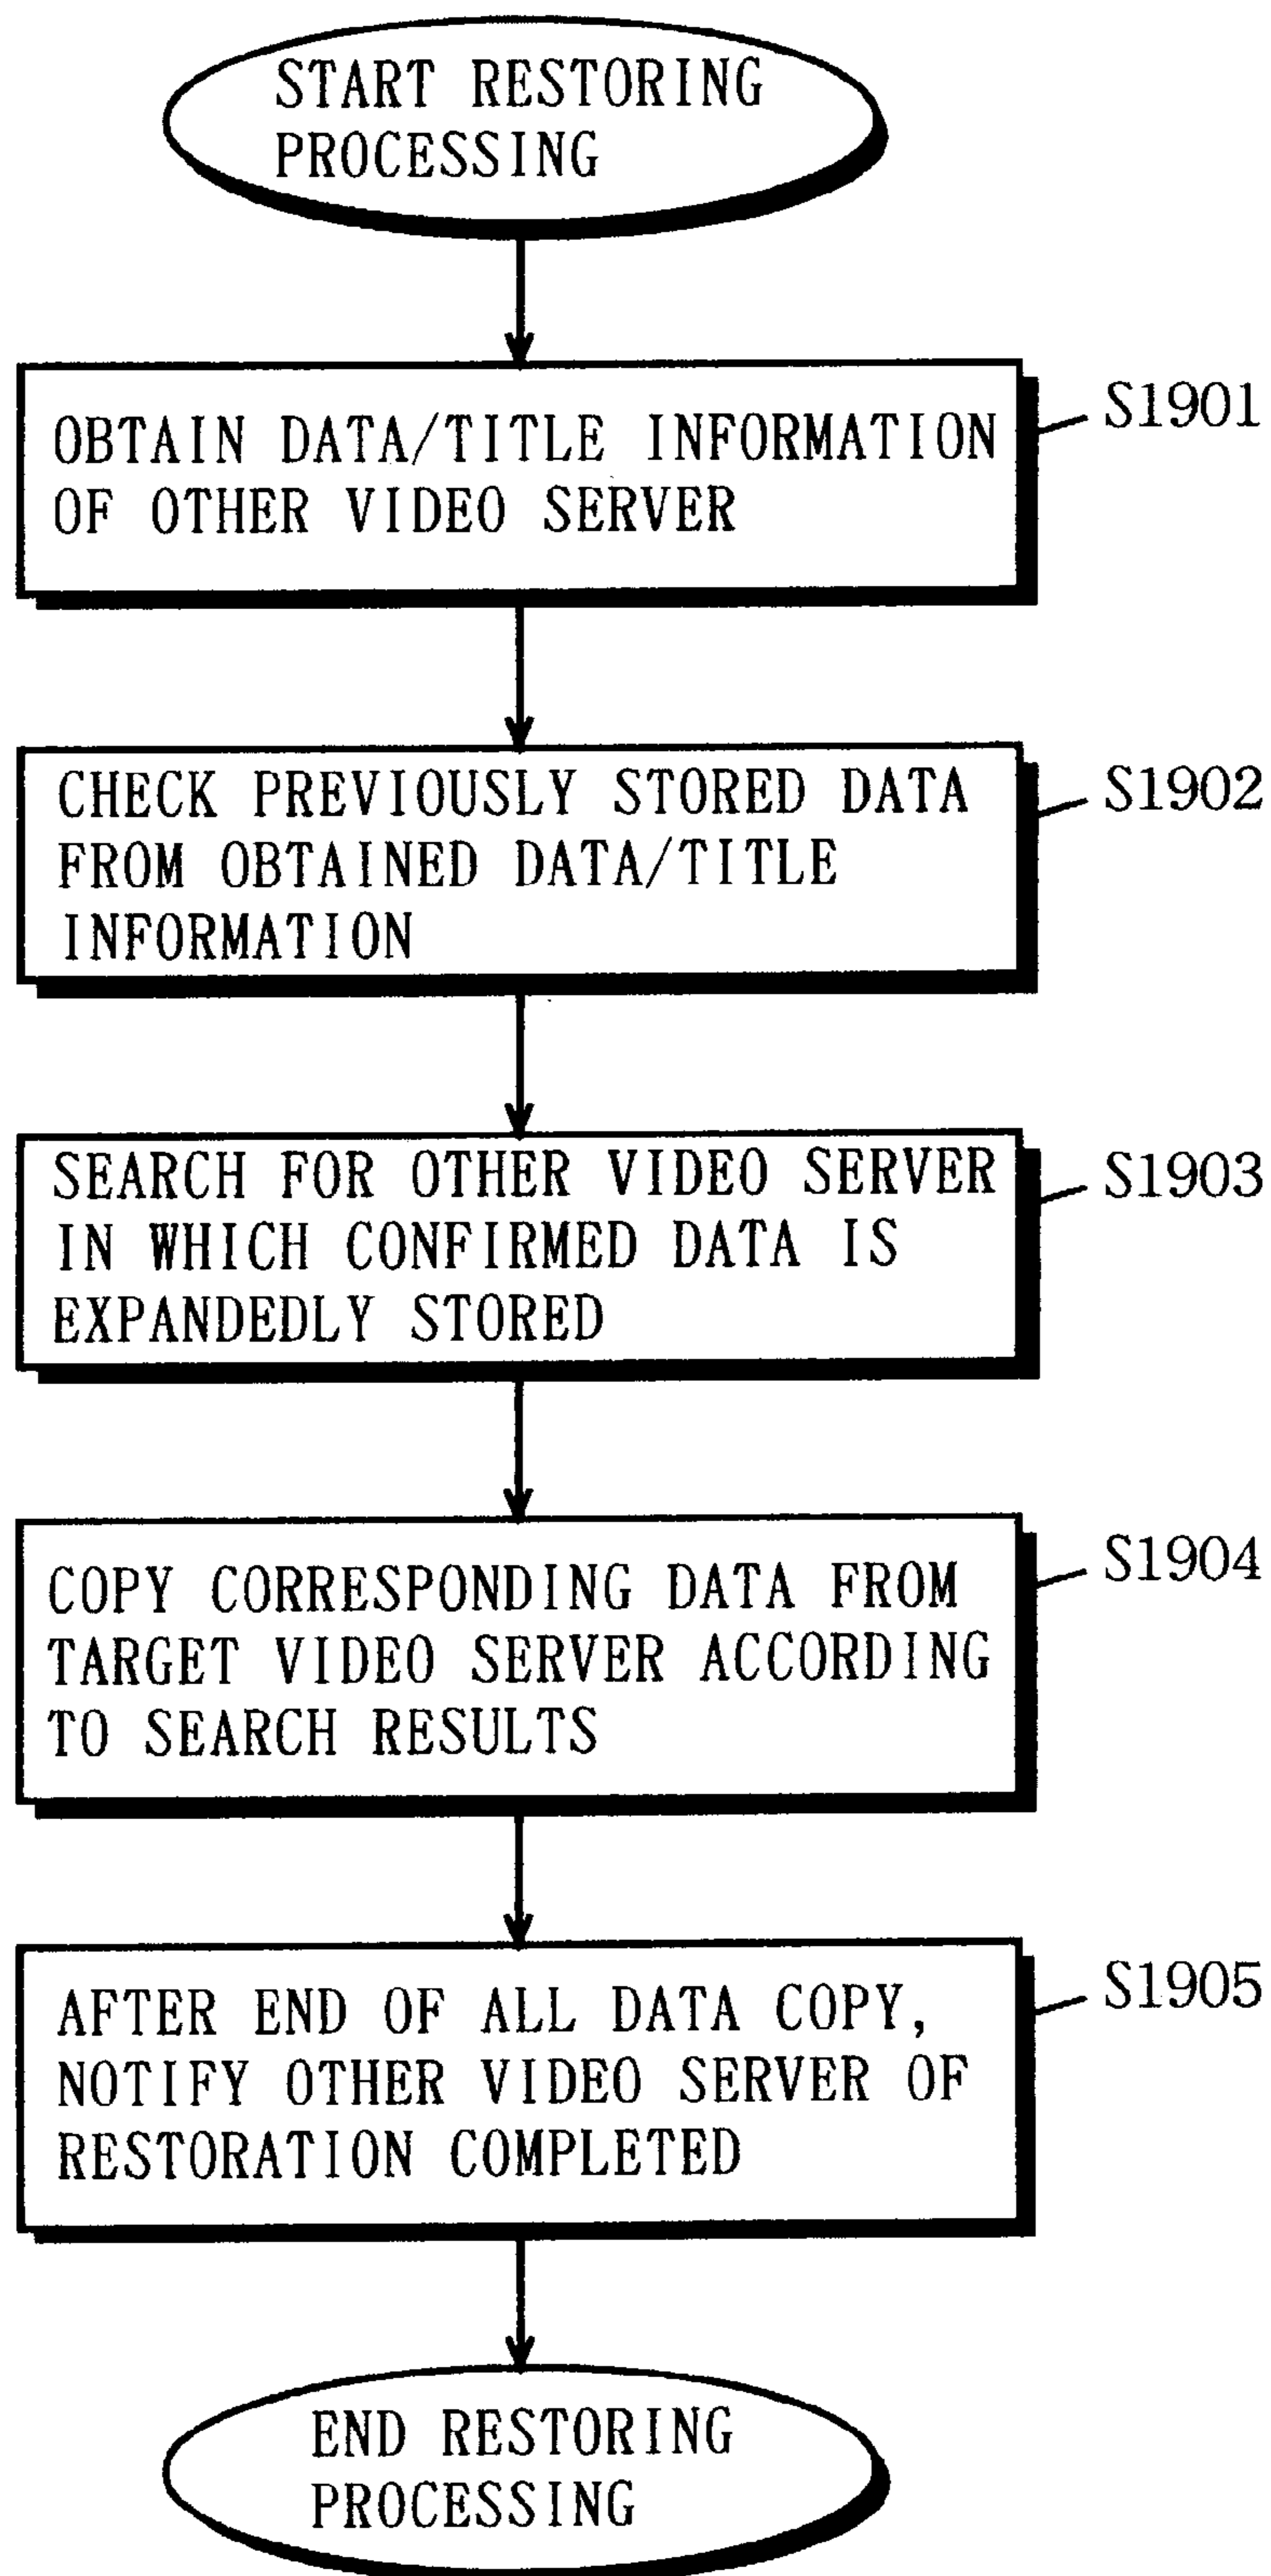 START RESTORING
PROCESSING
OBTAIN DATA/TITLE INFORMATION
OF OTHER VIDEO SERVER
S1901
CHECK PREVIOUSLY STORED DATA
FROM OBTAINED DATA/TITLE
INFORMATION
S1902
SEARCH FOR OTHER VIDEO SERVER
IN WHICH CONFIRMED DATA IS
EXPANDEDLY STORED
S1903
COPY CORRESPONDING DATA FROM
TARGET VIDEO SERVER ACCORDING
TO SEARCH RESULTS
S1904
AFTER END OF ALL DATA COPY,
NOTIFY OTHER VIDEO SERVER OF
RESTORATION COMPLETED
S1905
END RESTORING
PROCESSING